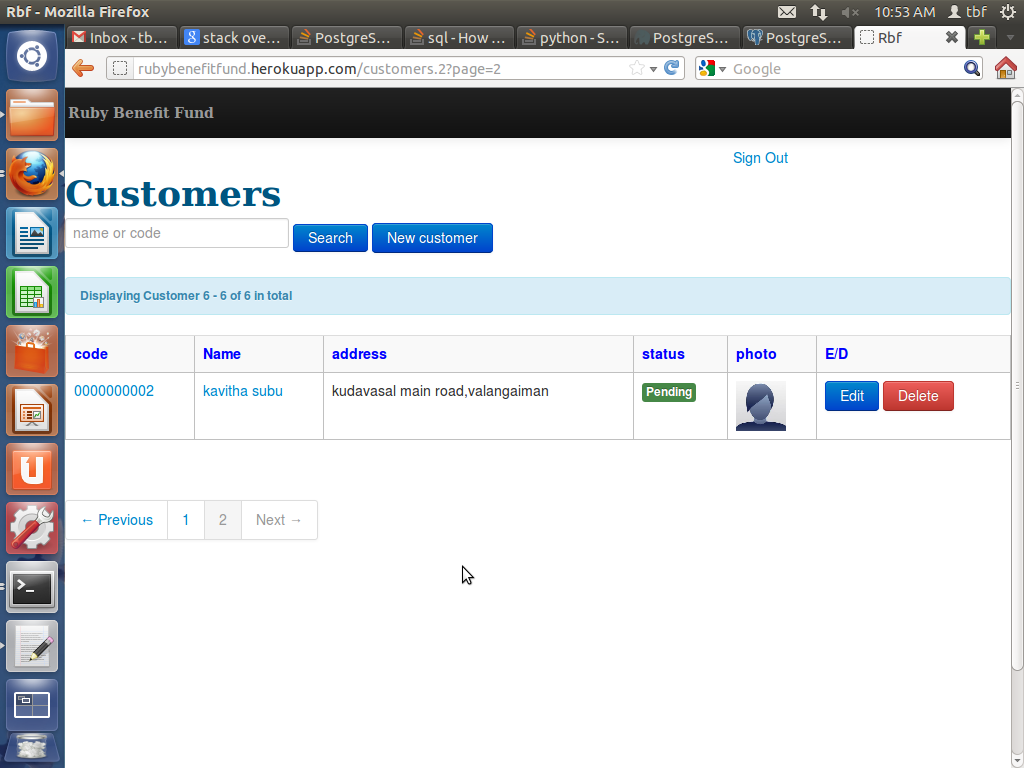 Rbf - Mozilla Firefox
10:53 AM
tbf
Inbox - tb...
stack ove...
PostgreS...
sql - How ...
python - S...
PostgreS...
PostgreS...
Rbf
rubybenefitfund.herokuapp.com/customers.2?page=2
Google
Ruby Benefit Fund
Sign Out
Customers
name or code
Search
New customer
Displaying Customer 6 - 6 of 6 in total
code Name address status photo E/D
0000000002 kavitha subu kudavasal main road,valangaiman Pending Edit Delete
← Previous 1 2 Next →